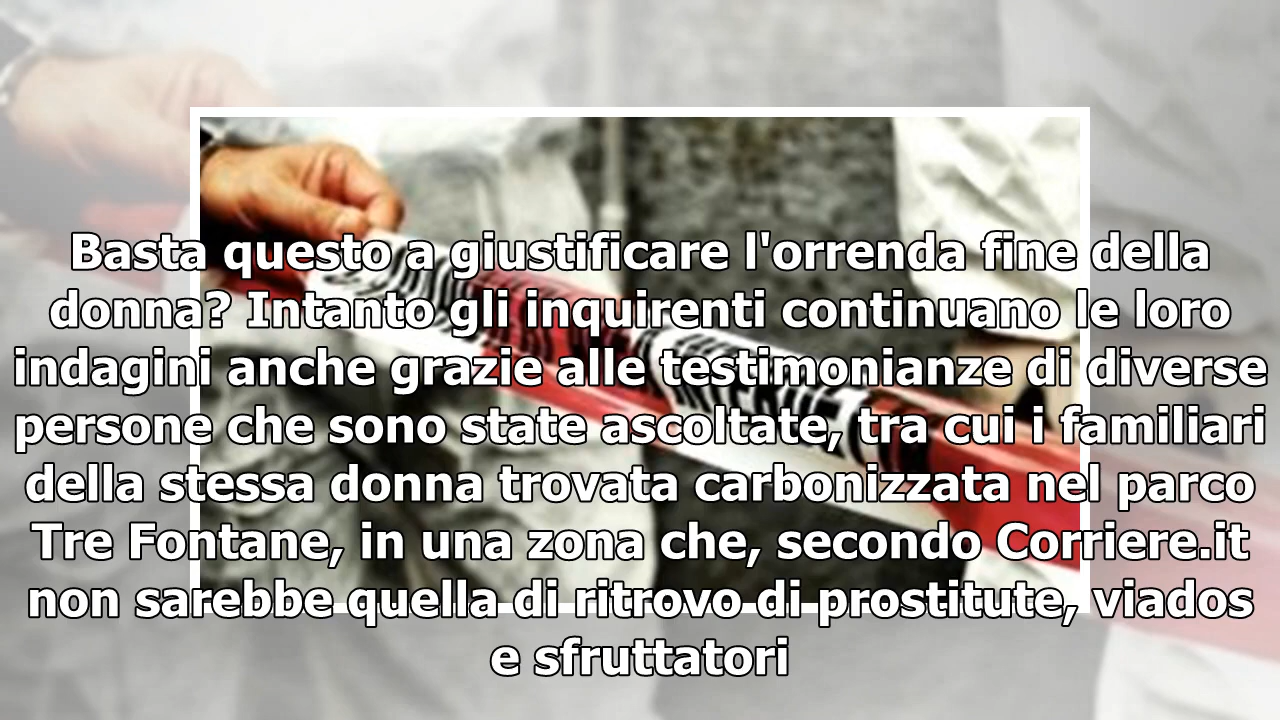 Basta questo a giustificare l'orrenda fine della
donna? Intanto gli inquirenti continuano le loro
indagini anche grazie alle testimonianze di diverse
persone che sono state ascoltate, tra cui i familiari
della stessa donna trovata carbonizzata nel parco
Tre Fontane, in una zona che, secondo Corriere.it
non sarebbe quella di ritrovo di prostitute, viados
e sfruttatori